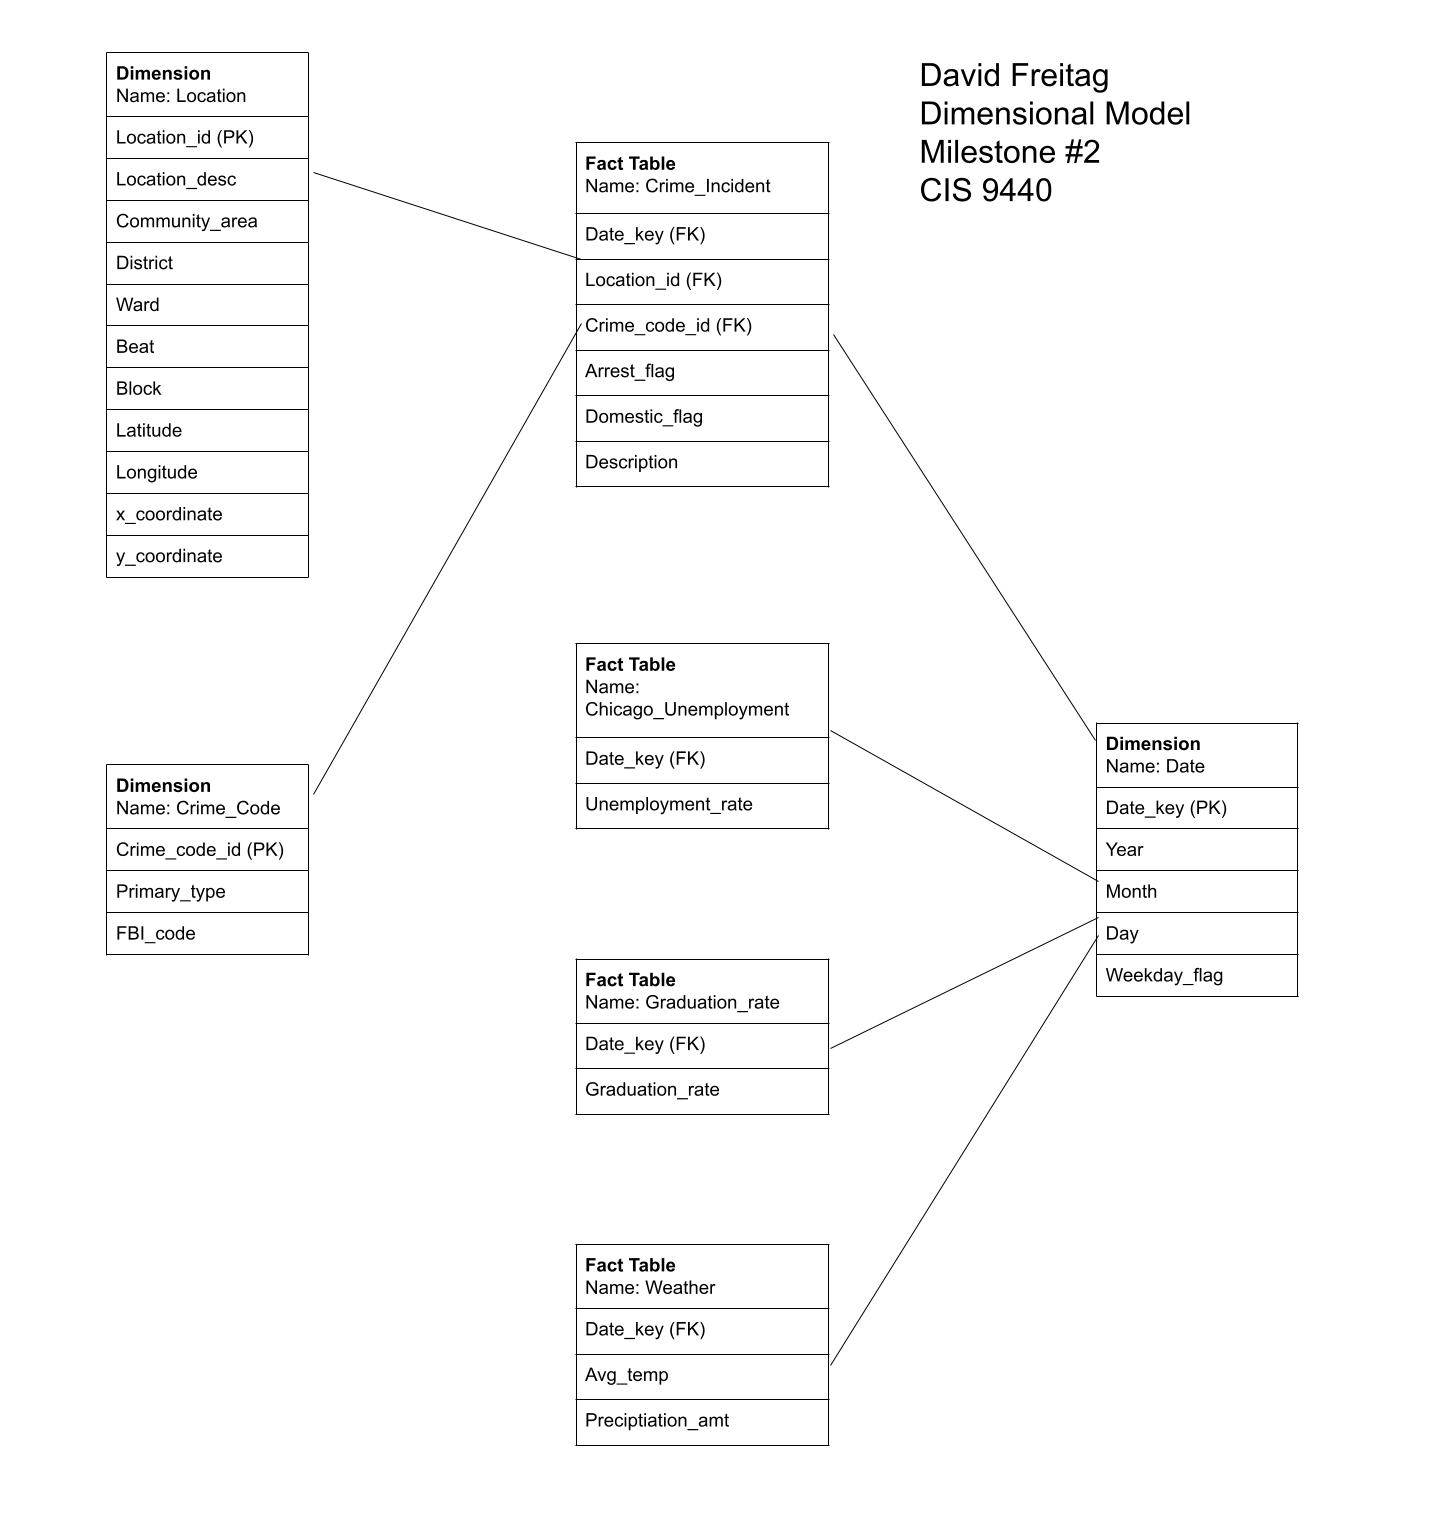 Dimension
Name: Location
Location_id (PK)
Location_desc
Community_area
District
Ward
Beat
Block
Latitude
Longitude
x_coordinate
y_coordinate
Fact Table
Name: Crime_Incident
Date_key (FK)
Location_id (FK)
Crime_code_id (FK)
Arrest_flag
Domestic_flag
Description
David Freitag
Dimensional Model
Milestone #2
CIS 9440
Dimension
Name: Crime_Code
Crime_code_id (PK)
Primary_type
FBI_code
Fact Table
Name:
Chicago_Unemployment
Date_key (FK)
Unemployment_rate
Dimension
Name: Date
Date_key (PK)
Year
Month
Day
Weekday_flag
Fact Table
Name: Graduation_rate
Date_key (FK)
Graduation_rate
Fact Table
Name: Weather
Date_key (FK)
Avg_temp
Preciptiation_amt